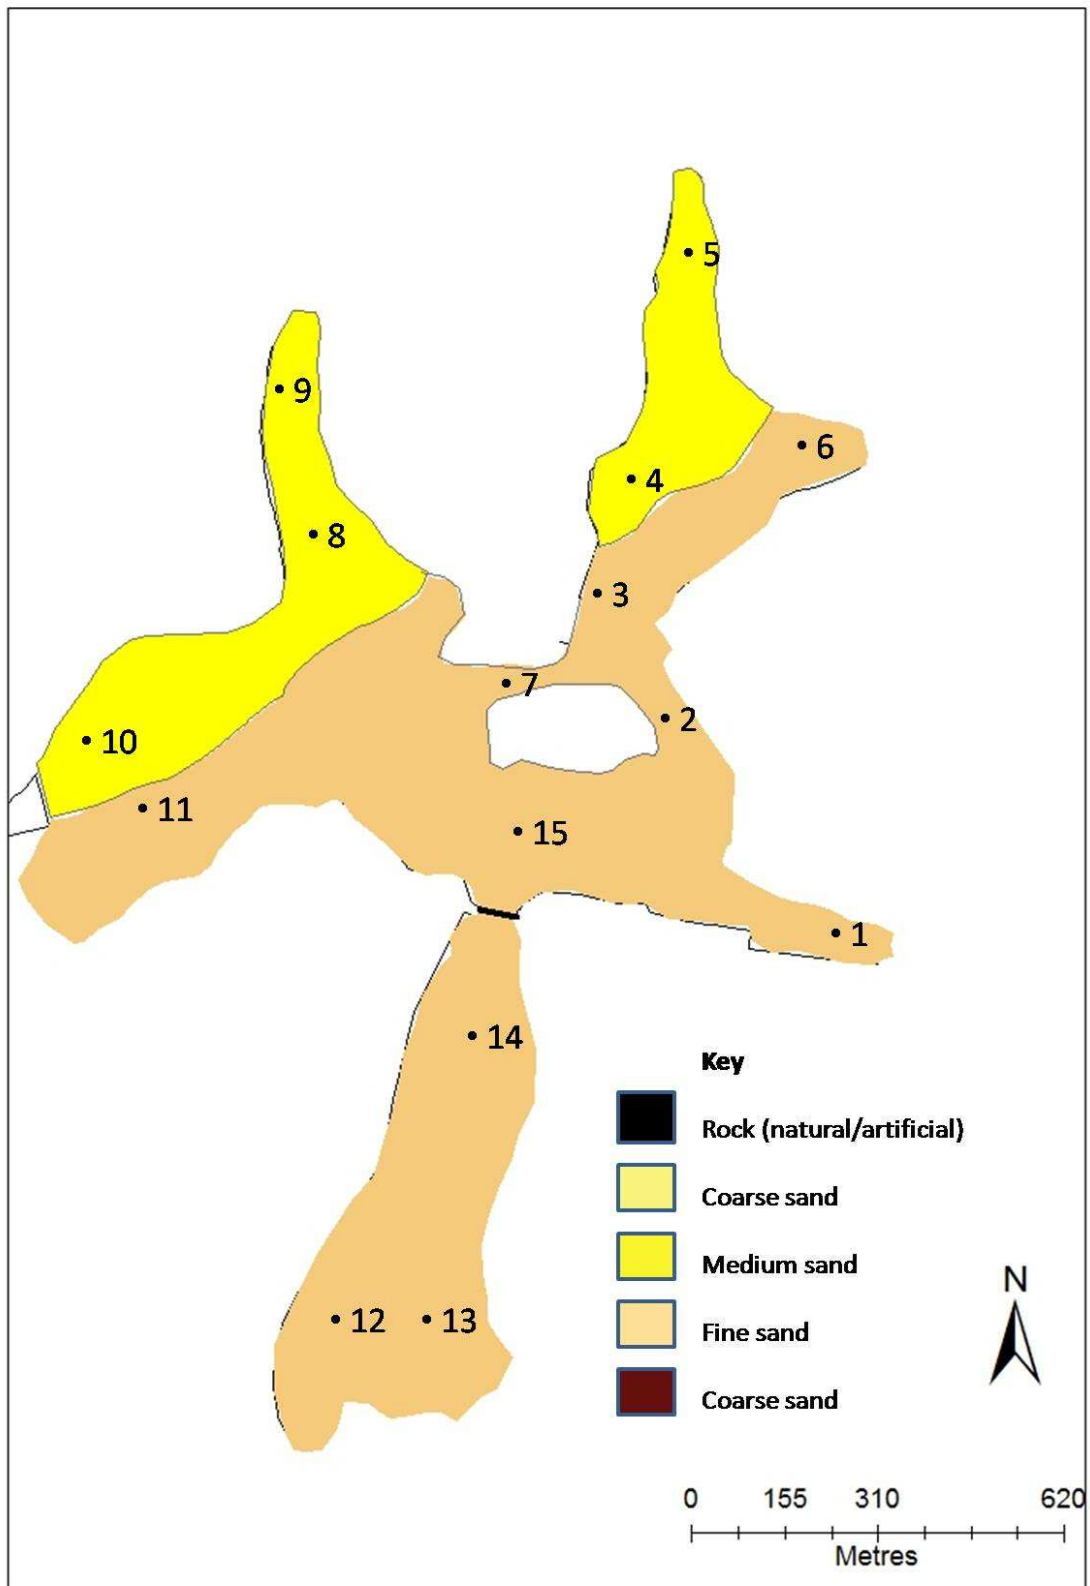 5
9
6
4
8
3
7
2
10
11
15
1
14
Key
Rock (natural/artificial)
Coarse sand
Medium sand
12 13
Fine sand
N
Coarse sand
0 155 310 620
Metres